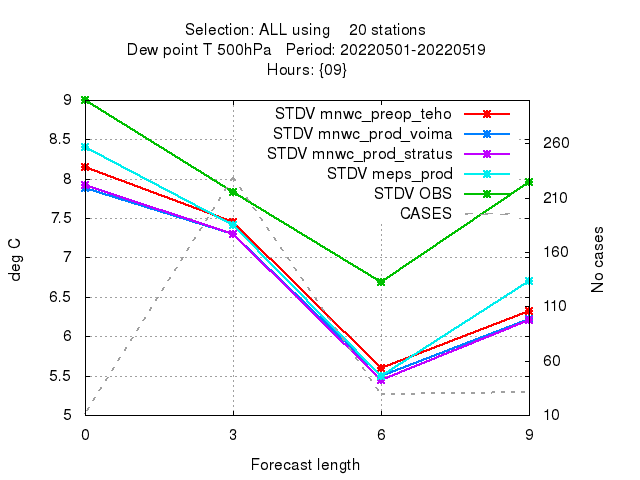 Selection: ALL using    20 stations
Dew point T 500hPa   Period: 20220501-20220519
Hours: {09}
STDV mnwc_preop_teho
STDV mnwc_prod_voima
STDV mnwc_prod_stratus
STDV meps_prod
STDV OBS
CASES
9
8.5
8
7.5
7
6.5
6
5.5
5
deg C
260
210
160
110
60
10
No cases
0 3 6 9
Forecast length